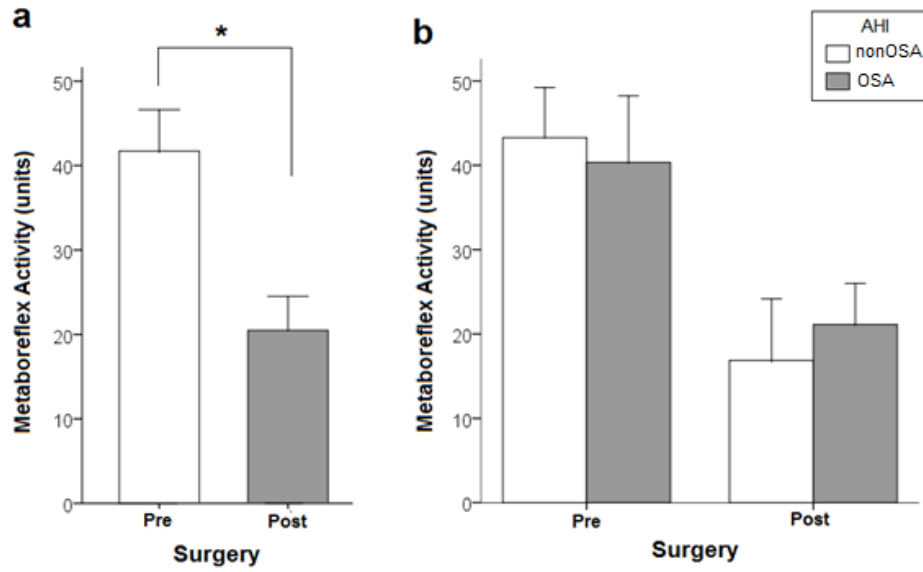 a
*
Metaboreflex Activity (units)
50
40
30
20
10
0
Pre Post
Surgery
b
AHI
nonOSA
OSA
Metaboreflex Activity (units)
50
40
30
20
10
0
Pre Post
Surgery